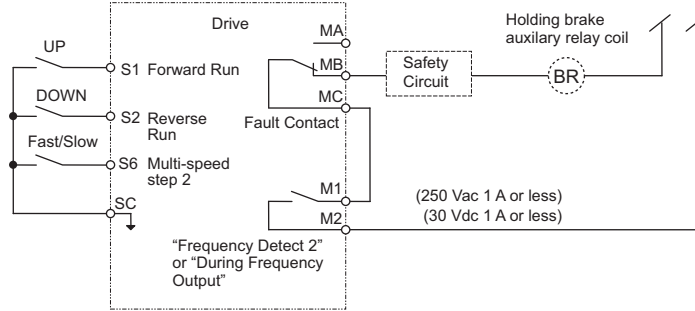 Drive
Holding brake
auxilary relay coil
UP
MA
S1 Forward Run
MB
Safety
Circuit
BR
DOWN
MC
S2 Reverse
Run
Fault Contact
Fast/Slow
S6 Multi-speed
step 2
M1
(250 Vac 1 A or less)
SC
M2
(30 Vdc 1 A or less)
“Frequency Detect 2”
or “During Frequency
Output”